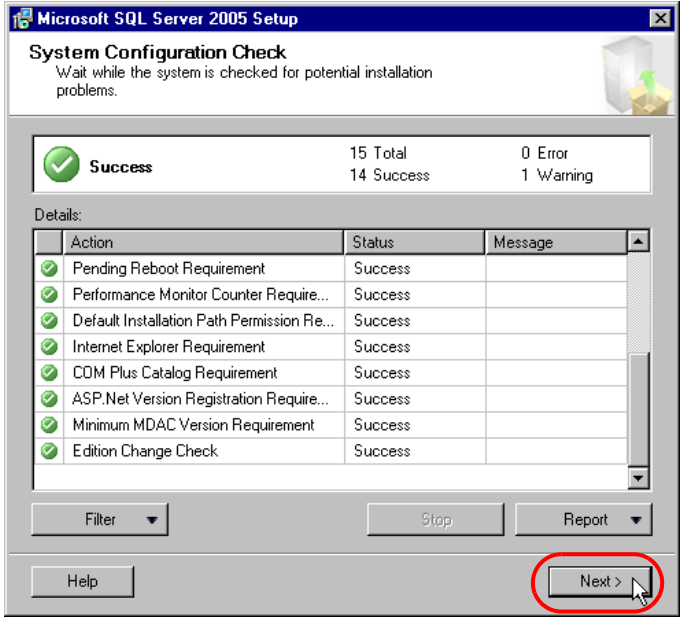 Microsoft SQL Server 2005 Setup
System Configuration Check
Wait while the system is checked for potential installation
problems.
Success
15 Total
0 Error
14 Success
1 Warning
Details:
Action Status Message
Pending Reboot Requirement Success
Performance Monitor Counter Require... Success
Default Installation Path Permission Re... Success
Internet Explorer Requirement Success
COM Plus Catalog Requirement Success
ASP.Net Version Registration Require... Success
Minimum MDAC Version Requirement Success
Edition Change Check Success
Filter Stop Report
Help Next >